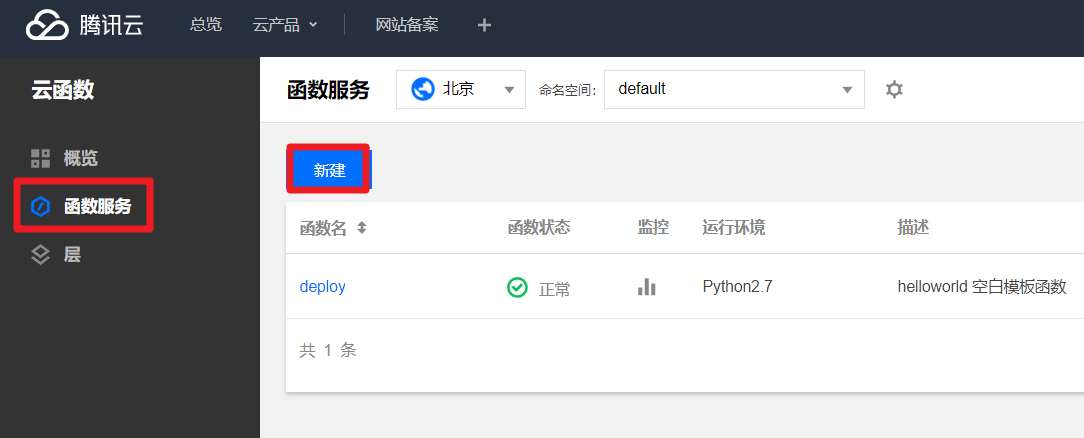 腾讯云 总览 云产品 网站备案
云函数
概览
函数服务
层
函数服务 北京 命名空间: default
新建
函数名 函数状态 监控 运行环境 描述
deploy 正常 Python2.7 helloworld 空白模板函数
共 1 条